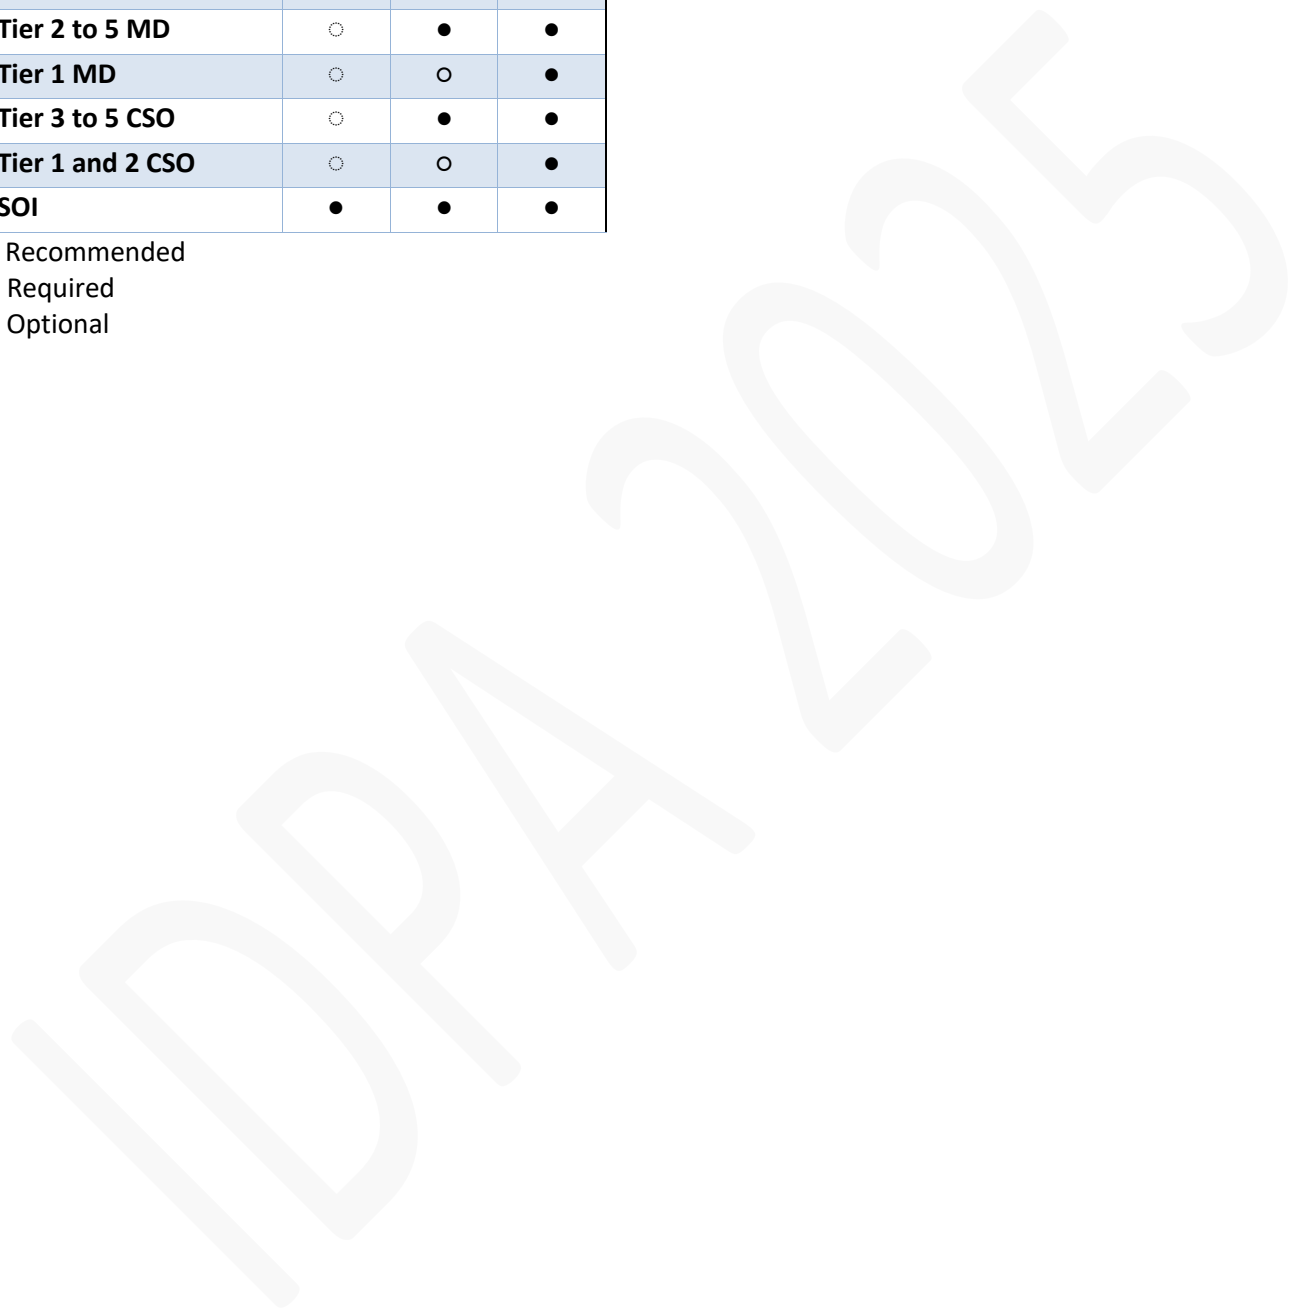 Tier 2 to 5 MD ◌ ● ●
Tier 1 MD ◌ ○ ●
Tier 3 to 5 CSO ◌ ● ●
Tier 1 and 2 CSO ◌ ○ ●
SOI ● ● ●
Recommended
Required
Optional
IDPA 2025